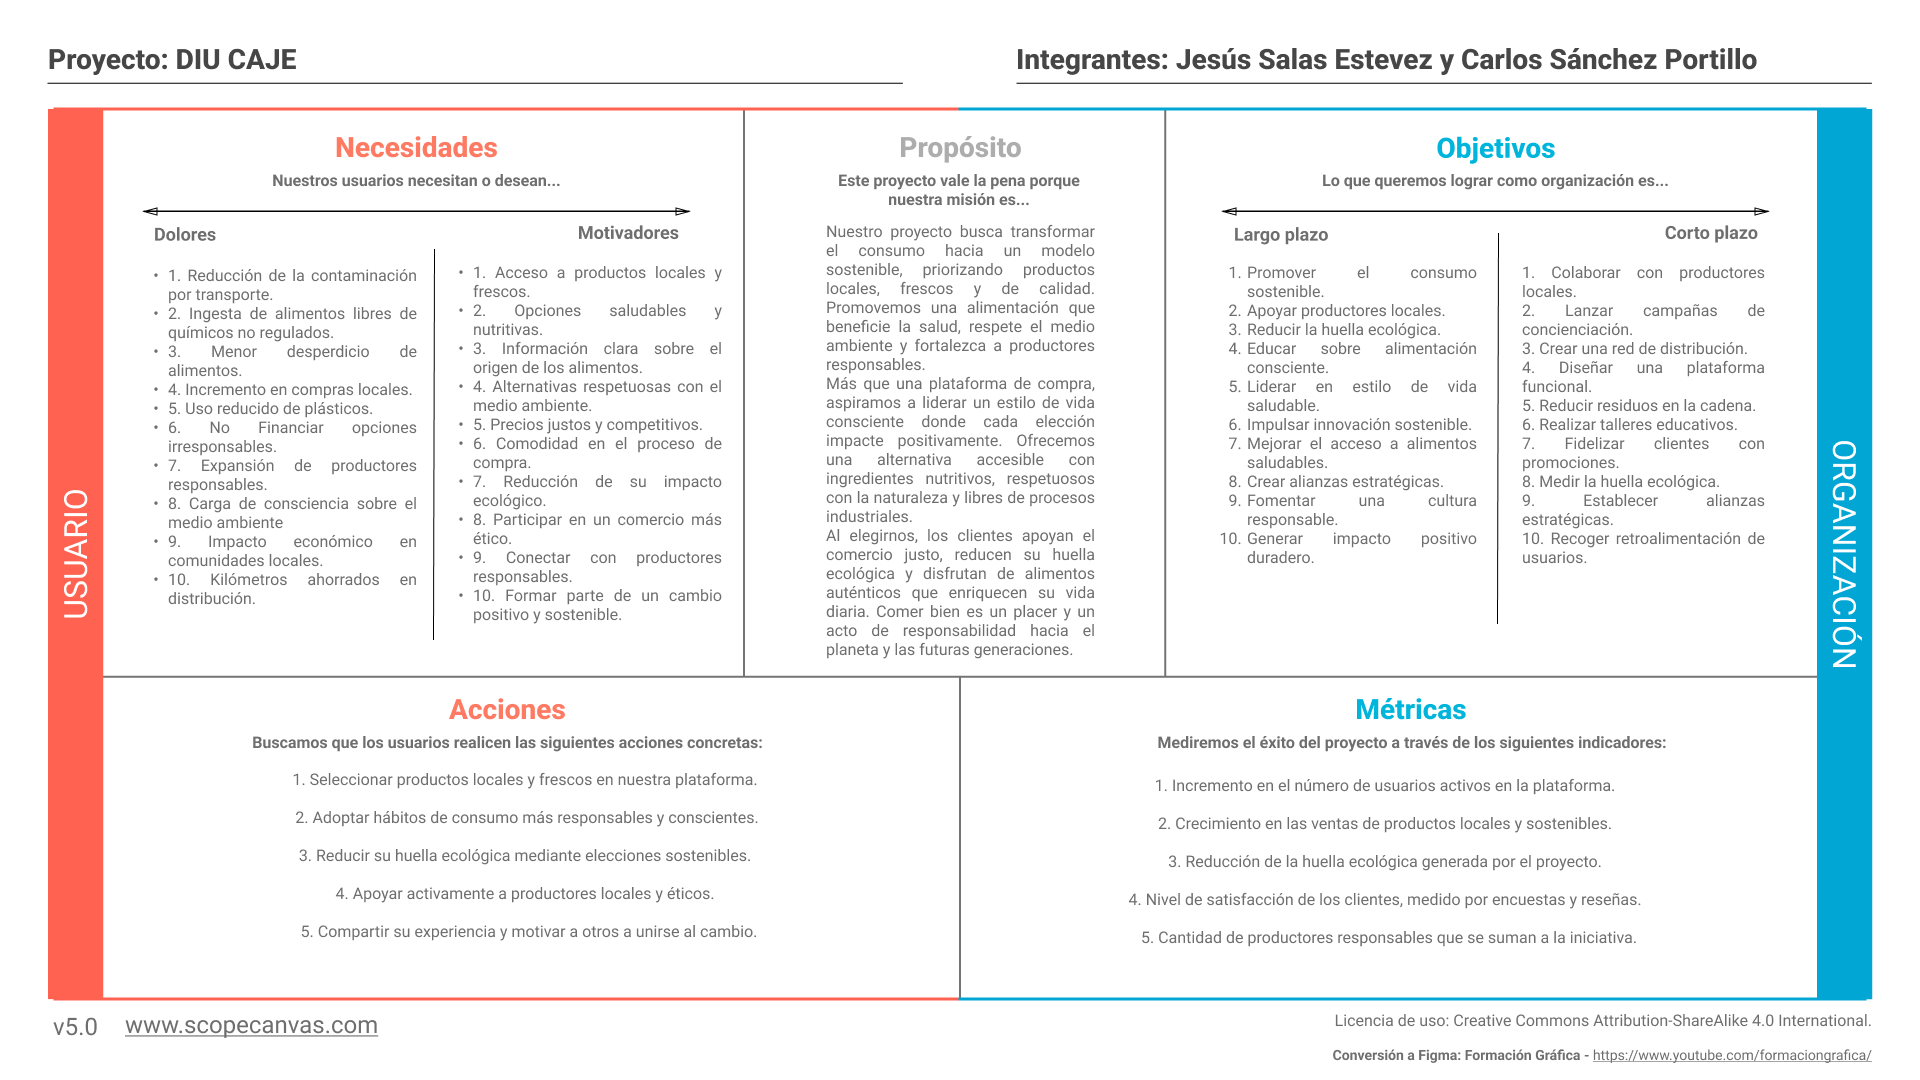 Proyecto: DIU CAJE
Integrantes: Jesús Salas Estevez y Carlos Sánchez Portillo
USUARIO
Necesidades
Nuestros usuarios necesitan o desean...
Dolores
• 1. Reducción de la contaminación
por transporte.
• 2. Ingesta de alimentos libres de
químicos no regulados.
• 3. Menor desperdicio de
alimentos.
• 4. Incremento en compras locales.
• 5. Uso reducido de plásticos.
• 6. No Financiar opciones
irresponsables.
• 7. Expansión de productores
responsables.
• 8. Carga de consciencia sobre el
medio ambiente
• 9. Impacto económico en
comunidades locales.
• 10. Kilómetros ahorrados en
distribución.
Motivadores
• 1. Acceso a productos locales y
frescos.
• 2. Opciones saludables y
nutritivas.
• 3. Información clara sobre el
origen de los alimentos.
• 4. Alternativas respetuosas con el
medio ambiente.
• 5. Precios justos y competitivos.
• 6. Comodidad en el proceso de
compra.
• 7. Reducción de su impacto
ecológico.
• 8. Participar en un comercio más
ético.
• 9. Conectar con productores
responsables.
• 10. Formar parte de un cambio
positivo y sostenible.
Propósito
Este proyecto vale la pena porque
nuestra misión es...
Nuestro proyecto busca transformar
el consumo hacia un modelo
sostenible, priorizando productos
locales, frescos y de calidad.
Promovemos una alimentación que
beneficie la salud, respete el medio
ambiente y fortalezca a productores
responsables.
Más que una plataforma de compra,
aspiramos a liderar un estilo de vida
consciente donde cada elección
impacte positivamente. Ofrecemos
una alternativa accesible con
ingredientes nutritivos, respetuosos
con la naturaleza y libres de procesos
industriales.
Al elegirnos, los clientes apoyan el
comercio justo, reducen su huella
ecológica y disfrutan de alimentos
auténticos que enriquecen su vida
diaria. Comer bien es un placer y un
acto de responsabilidad hacia el
planeta y las futuras generaciones.
Objetivos
Lo que queremos lograr como organización es...
Largo plazo
1. Promover el consumo
sostenible.
2. Apoyar productores locales.
3. Reducir la huella ecológica.
4. Educar sobre alimentación
consciente.
5. Liderar en estilo de vida
saludable.
6. Impulsar innovación sostenible.
7. Mejorar el acceso a alimentos
saludables.
8. Crear alianzas estratégicas.
9. Fomentar una cultura
responsable.
10. Generar impacto positivo
duradero.
Corto plazo
1. Colaborar con productores
locales.
2. Lanzar campañas de
concienciación.
3. Crear una red de distribución.
4. Diseñar una plataforma
funcional.
5. Reducir residuos en la cadena.
6. Realizar talleres educativos.
7. Fidelizar clientes con
promociones.
8. Medir la huella ecológica.
9. Establecer alianzas
estratégicas.
10. Recoger retroalimentación de
usuarios.
ORGANIZACIÓN
Acciones
Buscamos que los usuarios realicen las siguientes acciones concretas:
1. Seleccionar productos locales y frescos en nuestra plataforma.
2. Adoptar hábitos de consumo más responsables y conscientes.
3. Reducir su huella ecológica mediante elecciones sostenibles.
4. Apoyar activamente a productores locales y éticos.
5. Compartir su experiencia y motivar a otros a unirse al cambio.
Métricas
Mediremos el éxito del proyecto a través de los siguientes indicadores:
1. Incremento en el número de usuarios activos en la plataforma.
2. Crecimiento en las ventas de productos locales y sostenibles.
3. Reducción de la huella ecológica generada por el proyecto.
4. Nivel de satisfacción de los clientes, medido por encuestas y reseñas.
5. Cantidad de productores responsables que se suman a la iniciativa.
v5.0 www.scopecanvas.com
Licencia de uso: Creative Commons Attribution-ShareAlike 4.0 International.
Conversión a Figma: Formación Gráfica - https://www.youtube.com/formaciongrafica/